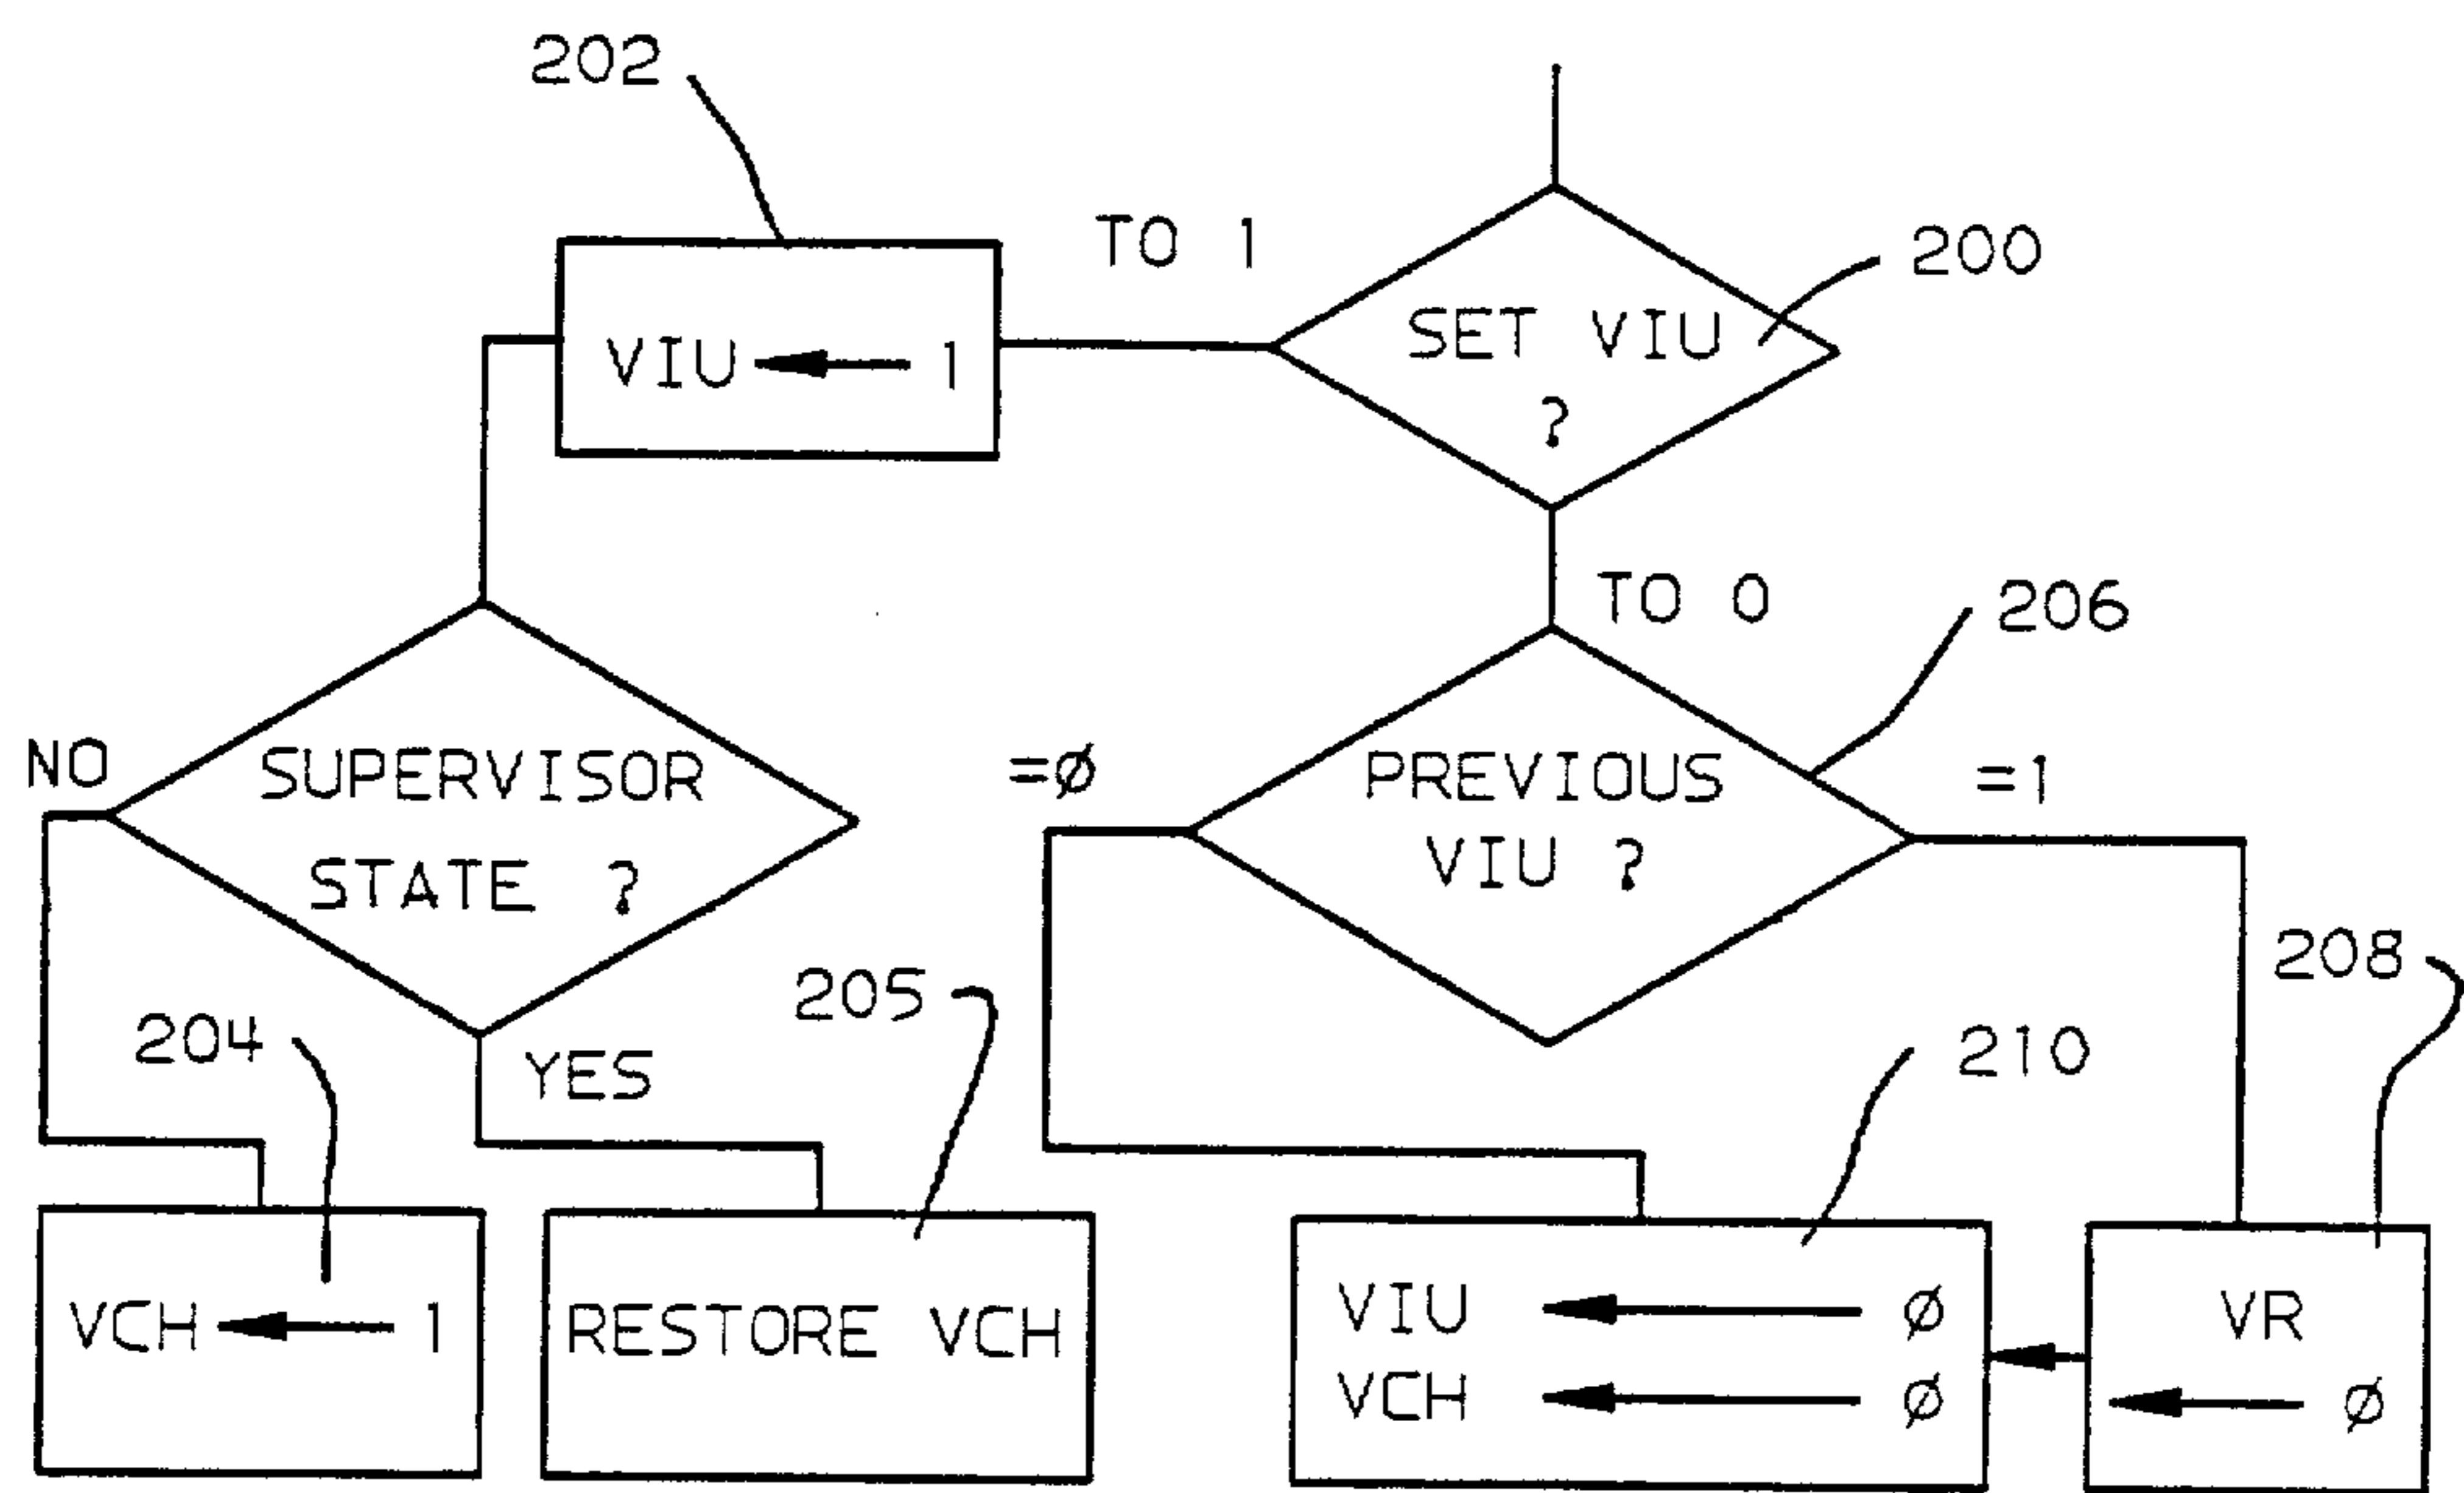 202
TO 1
200
SET VIU
?
VIU ← 1
TO 0
206
NO
SUPERVISOR
STATE ?
=Ø
PREVIOUS
VIU ?
=1
204
YES
205
210
208
VCH ← 1
RESTORE VCH
VIU ← Ø
VCH ← Ø
VR
← Ø